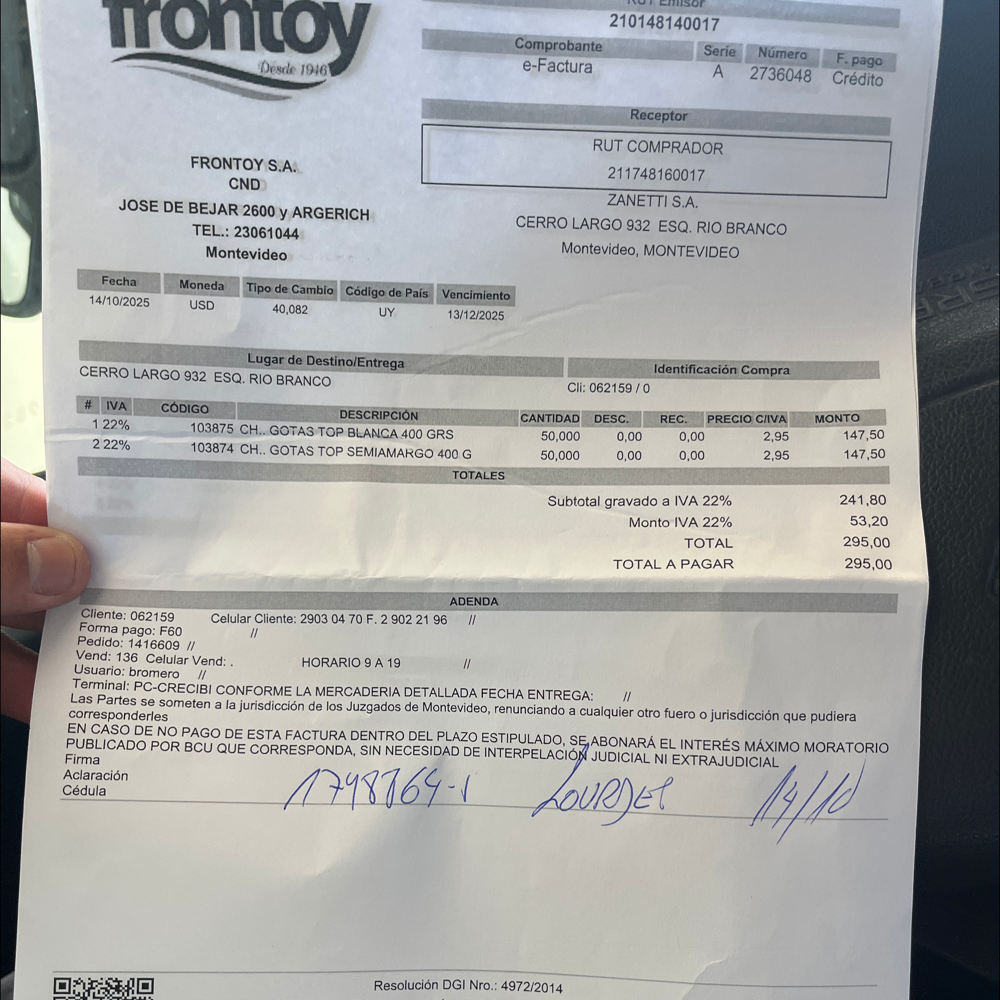 frontoy
Desde 1946
RUT Emisor
210148140017
Comprobante Serie Número F. pago
e-Factura A 2736048 Crédito
Receptor
RUT COMPRADOR
211748160017
ZANETTI S.A.
CERRO LARGO 932 ESQ. RIO BRANCO
Montevideo, MONTEVIDEO
FRONTOY S.A.
CND
JOSE DE BEJAR 2600 y ARGERICH
TEL.: 23061044
Montevideo
Fecha Moneda Tipo de Cambio Código de País Vencimiento
14/10/2025 USD 40,082 UY 13/12/2025
Lugar de Destino/Entrega Identificación Compra
CERRO LARGO 932 ESQ. RIO BRANCO Cli: 062159 / 0
# IVA CÓDIGO DESCRIPCIÓN CANTIDAD DESC. REC. PRECIO C/IVA MONTO
1 22% 103875 CH.. GOTAS TOP BLANCA 400 GRS 50,000 0,00 0,00 2,95 147,50
2 22% 103874 CH.. GOTAS TOP SEMIAMARGO 400 G 50,000 0,00 0,00 2,95 147,50
TOTALES
Subtotal gravado a IVA 22% 241,80
Monto IVA 22% 53,20
TOTAL 295,00
TOTAL A PAGAR 295,00
ADENDA
Cliente: 062159 Celular Cliente: 2903 04 70 F. 2 902 21 96 //
Forma pago: F60 //
Pedido: 1416609 //
Vend: 136 Celular Vend: . HORARIO 9 A 19 //
Usuario: bromero //
Terminal: PC-CRECIBI CONFORME LA MERCADERIA DETALLADA FECHA ENTREGA: //
Las Partes se someten a la jurisdicción de los Juzgados de Montevideo, renunciando a cualquier otro fuero o jurisdicción que pudiera
corresponderles
EN CASO DE NO PAGO DE ESTA FACTURA DENTRO DEL PLAZO ESTIPULADO, SE ABONARÁ EL INTERÉS MÁXIMO MORATORIO
PUBLICADO POR BCU QUE CORRESPONDA, SIN NECESIDAD DE INTERPELACIÓN JUDICIAL NI EXTRAJUDICIAL
Firma
Aclaración
Cédula
LOURDES 14/10
Resolución DGI Nro.: 4972/2014